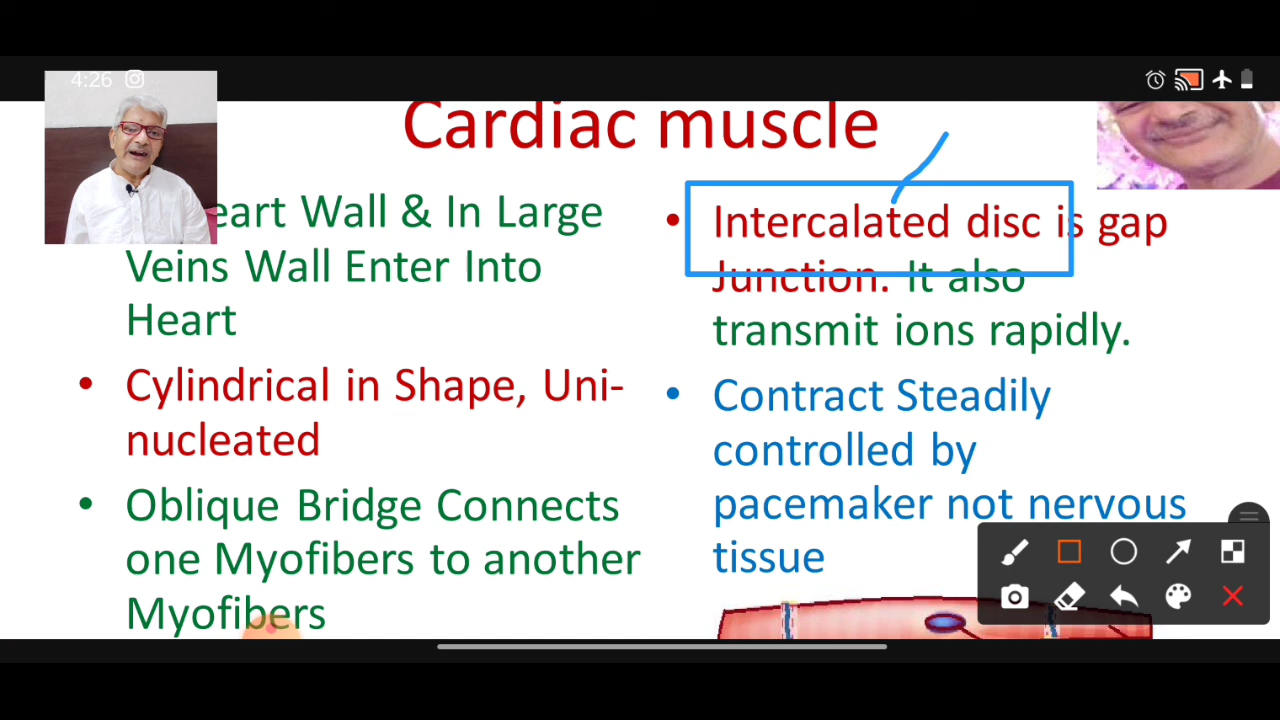 4:26
Cardiac muscle
eart Wall & In Large
Veins Wall Enter Into
Heart
• Cylindrical in Shape, Uni-
nucleated
• Oblique Bridge Connects
one Myofibers to another
Myofibers
• Intercalated disc is gap
Junction. It also
transmit ions rapidly.
• Contract Steadily
controlled by
pacemaker not nervous
tissue